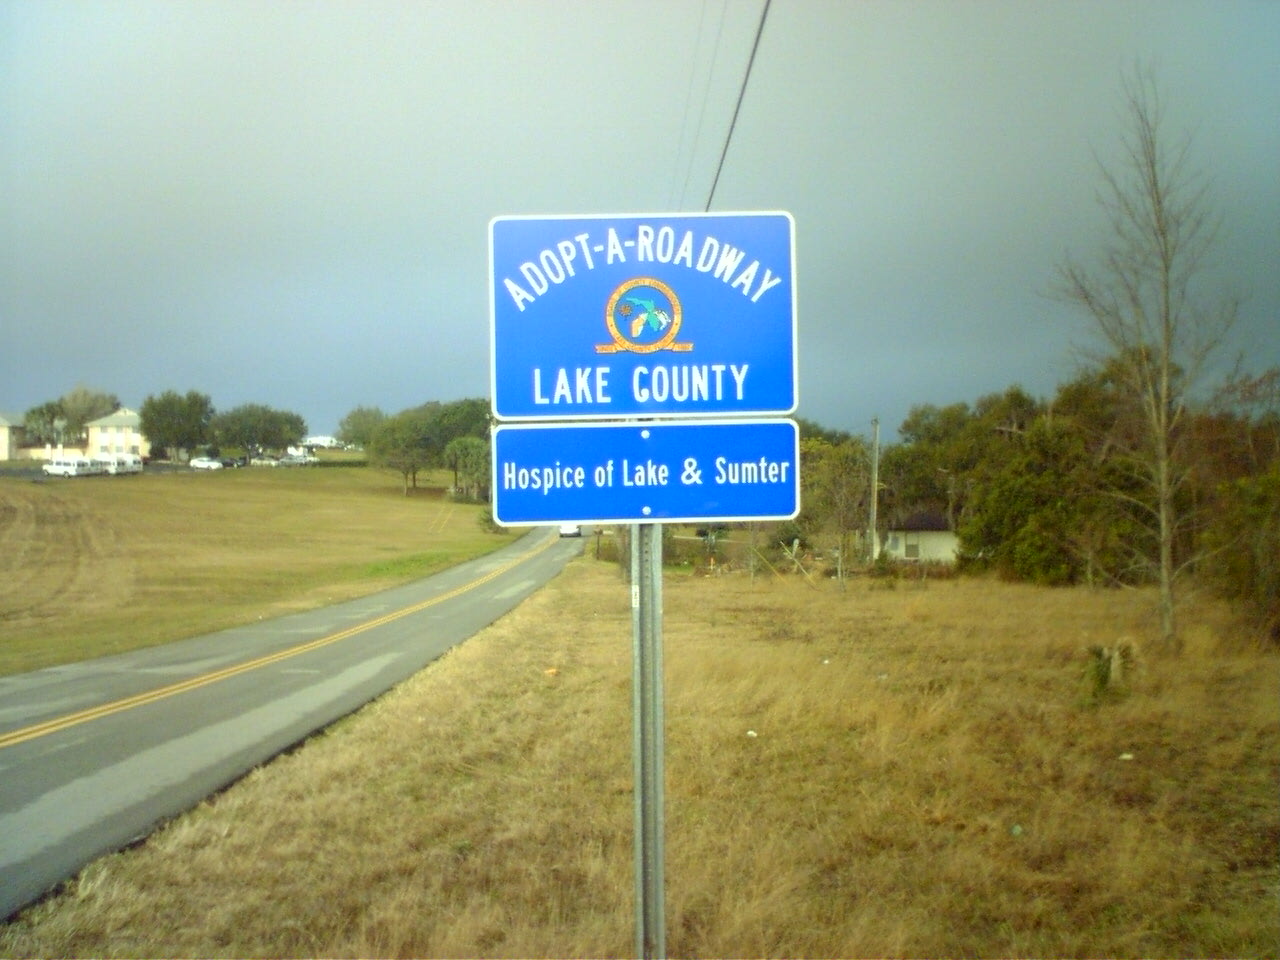 ADOPT-A-ROADWAY
LAKE COUNTY
Hospice of Lake & Sumter